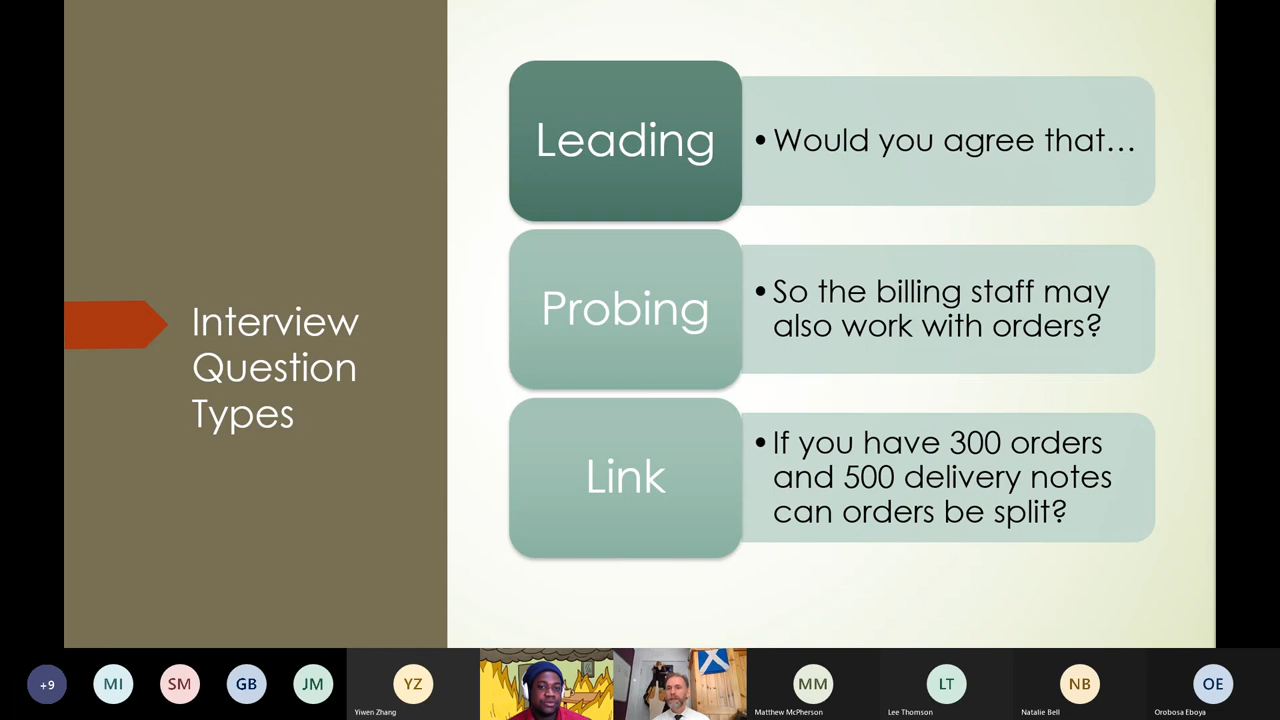 Interview
Question
Types
Leading
•Would you agree that…
Probing
•So the billing staff may
also work with orders?
Link
•If you have 300 orders
and 500 delivery notes
can orders be split?
+9
MI
SM
GB
JM
YZ
Yiwen Zhang
MM
Matthew McPherson
LT
Lee Thomson
NB
Natalie Bell
OE
Orobosa Eboya